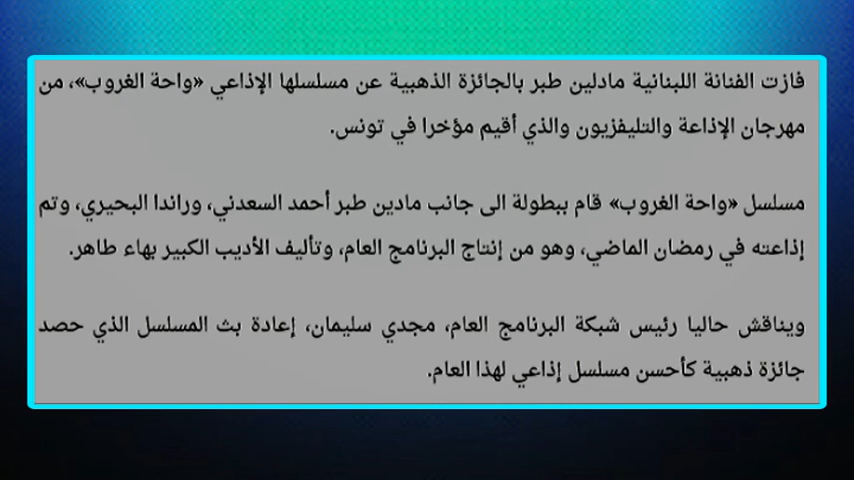 فازت الفنانة اللبنانية مادلين طبر بالجائزة الذهبية عن مسلسلها الإذاعي «واحة الغروب»، من
مهرجان الإذاعة والتليفزيون والذي أقيم مؤخرا في تونس.
مسلسل «واحة الغروب» قام ببطولة الى جانب مادين طبر أحمد السعدني، وراندا البحيري، وتم
إذاعته في رمضان الماضي، وهو من إنتاج البرنامج العام، وتأليف الأديب الكبير بهاء طاهر.
ويناقش حاليا رئيس شبكة البرنامج العام، مجدي سليمان، إعادة بث المسلسل الذي حصد
جائزة ذهبية كأحسن مسلسل إذاعي لهذا العام.